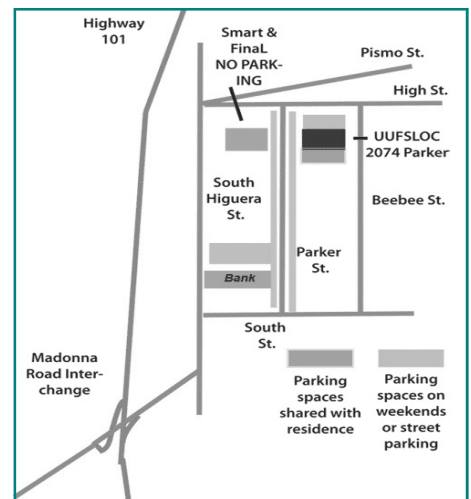 Highway
101
Smart &
FinaL
NO PARK-
ING
Pismo St.
High St.
UUFSLOC
2074 Parker
South
Higuera
St.
Beebee St.
Parker
St.
Bank
South
St.
Madonna
Road Inter-
change
Parking
spaces
shared with
residence
Parking
spaces on
weekends
or street
parking